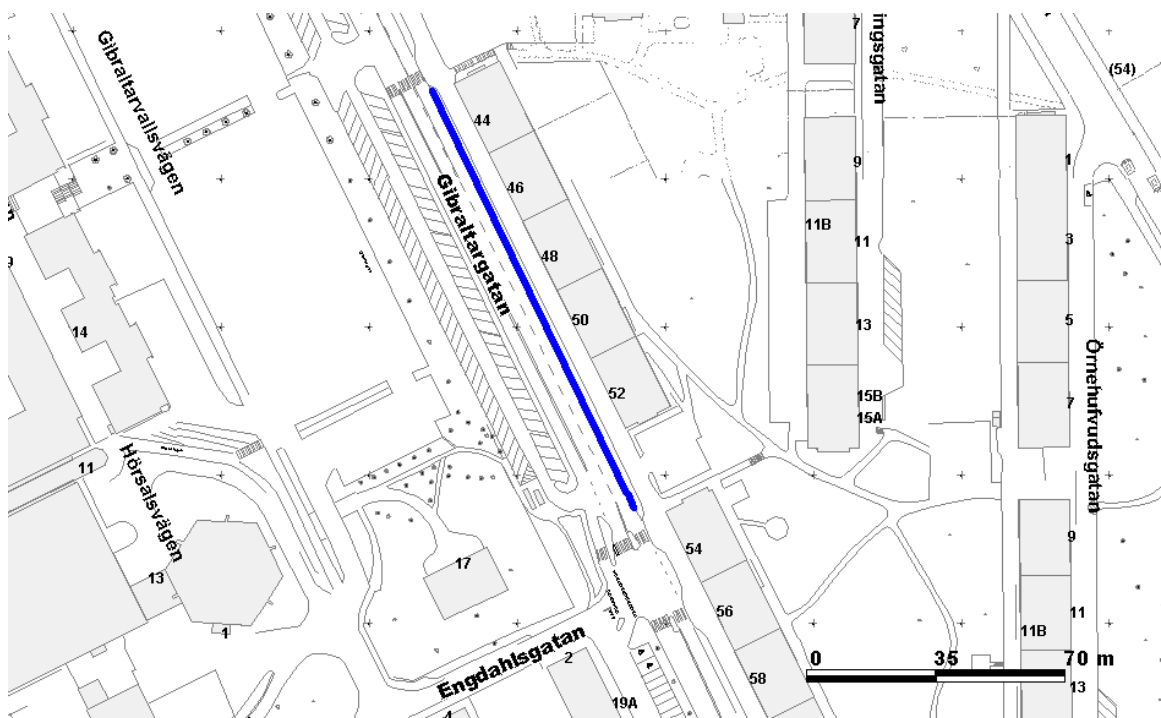 7
ingsgatan
Gibraltarvallsvägen
(54)
44
9
1
46
11B
11
3
48
Gibraltargatan
50
13
5
14
52
15B
15A
7
Örnehufvudsgatan
11
Hörsalsvägen
54
9
17
13
56
11
1
11B
Engdahlsgatan
2
0 35 70 m
58
13
19A
4